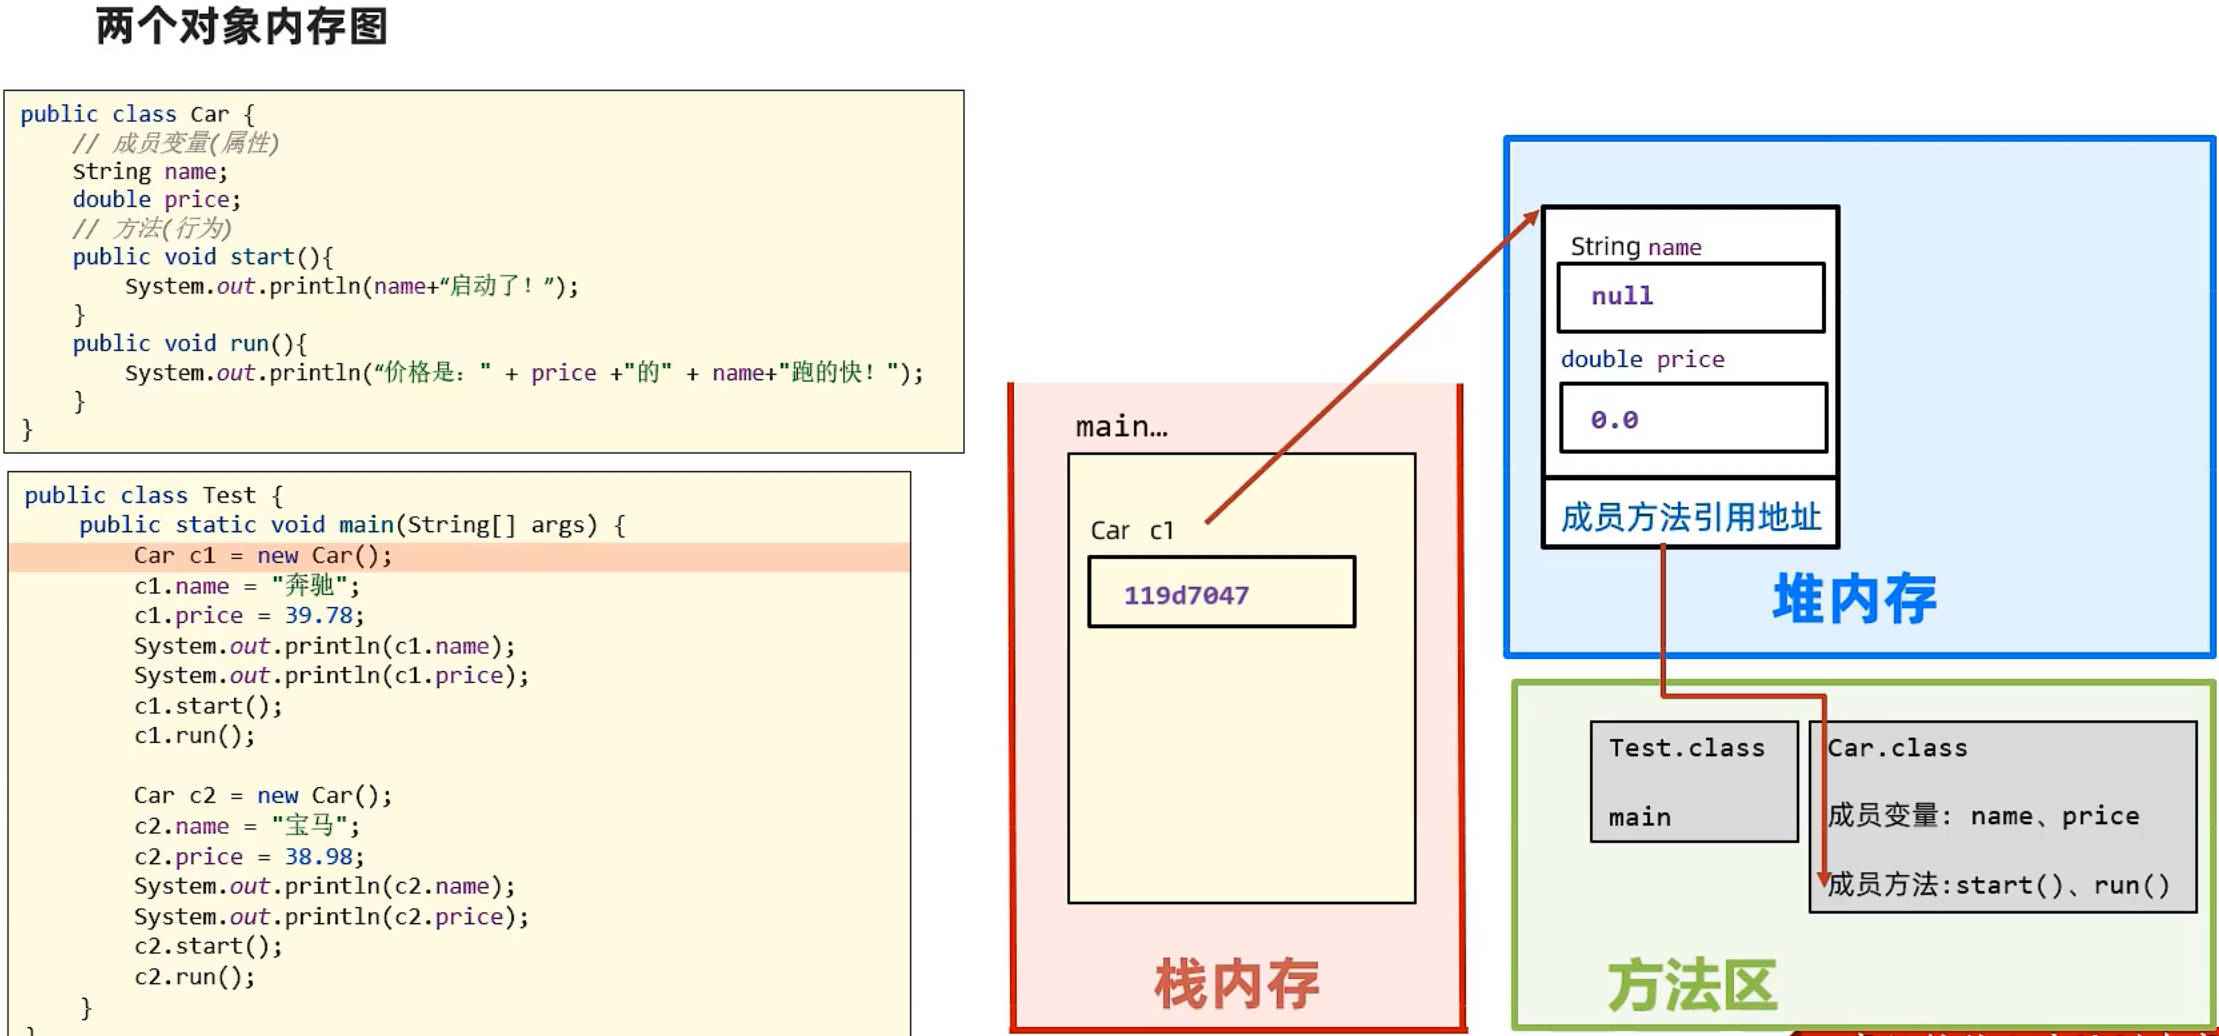 两个对象内存图
public class Car {
// 成员变量(属性)
String name;
double price;
// 方法(行为)
public void start(){
System.out.println(name+“启动了！”);
}
public void run(){
System.out.println(“价格是：" + price +"的" + name+"跑的快！");
}
}
public class Test {
public static void main(String[] args) {
Car c1 = new Car();
c1.name = "奔驰";
c1.price = 39.78;
System.out.println(c1.name);
System.out.println(c1.price);
c1.start();
c1.run();
Car c2 = new Car();
c2.name = "宝马";
c2.price = 38.98;
System.out.println(c2.name);
System.out.println(c2.price);
c2.start();
c2.run();
}
main…
Car c1
119d7047
栈内存
String name
null
double price
0.0
成员方法引用地址
堆内存
Test.class
main
Car.class
成员变量: name、price
成员方法:start()、run()
方法区